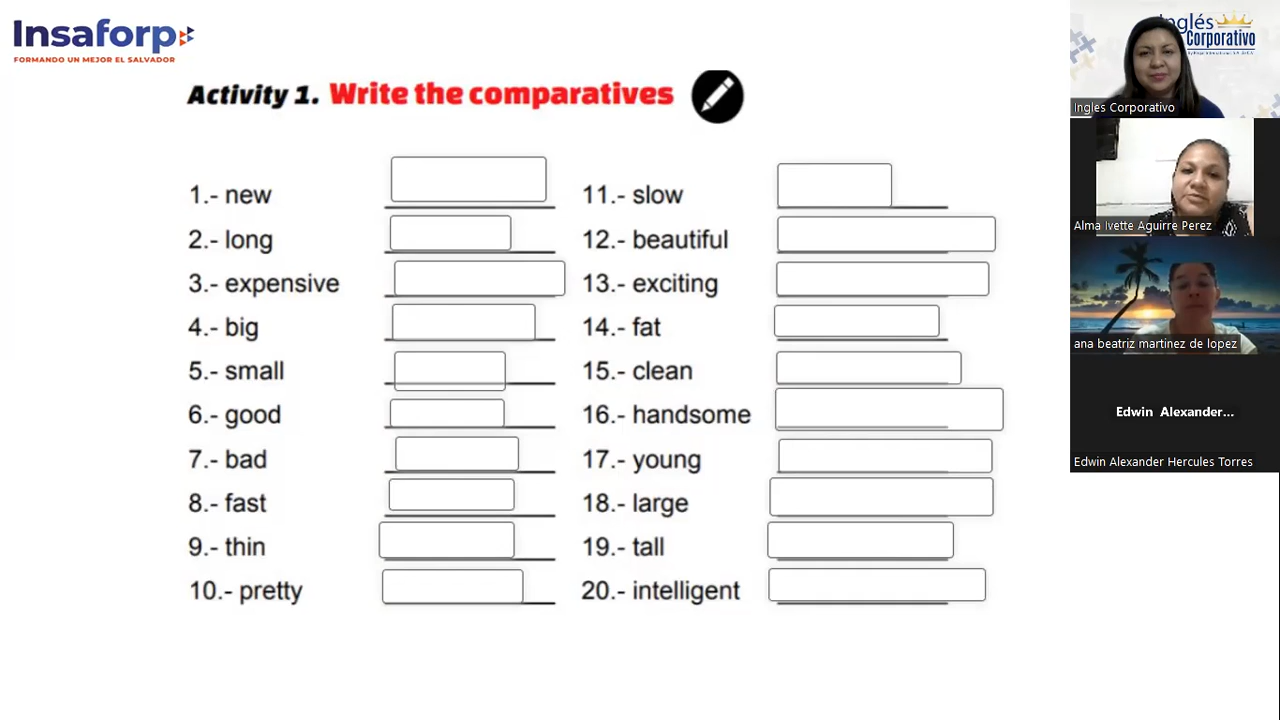 Insaforp
FORMANDO UN MEJOR EL SALVADOR
Activity 1. Write the comparatives
1.- new
2.- long
3.- expensive
4.- big
5.- small
6.- good
7.- bad
8.- fast
9.- thin
10.- pretty
11.- slow
12.- beautiful
13.- exciting
14.- fat
15.- clean
16.- handsome
17.- young
18.- large
19.- tall
20.- intelligent
Inglés
Corporativo
Ingles Corporativo
Alma Ivette Aguirre Perez
ana beatriz martinez de lopez
Edwin Alexander...
Edwin Alexander Hercules Torres